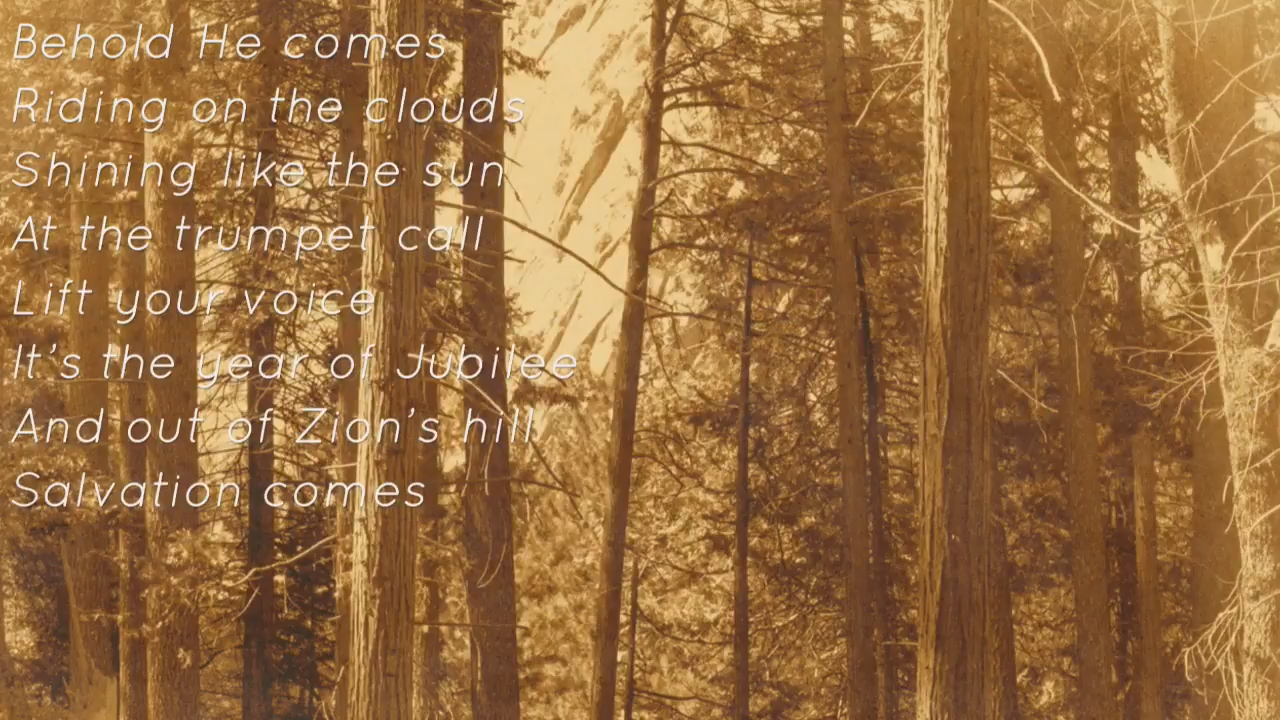 Behold He comes
Riding on the clouds
Shining like the sun
At the trumpet call
Lift your voice
It’s the year of Jubilee
And out of Zion’s hill
Salvation comes